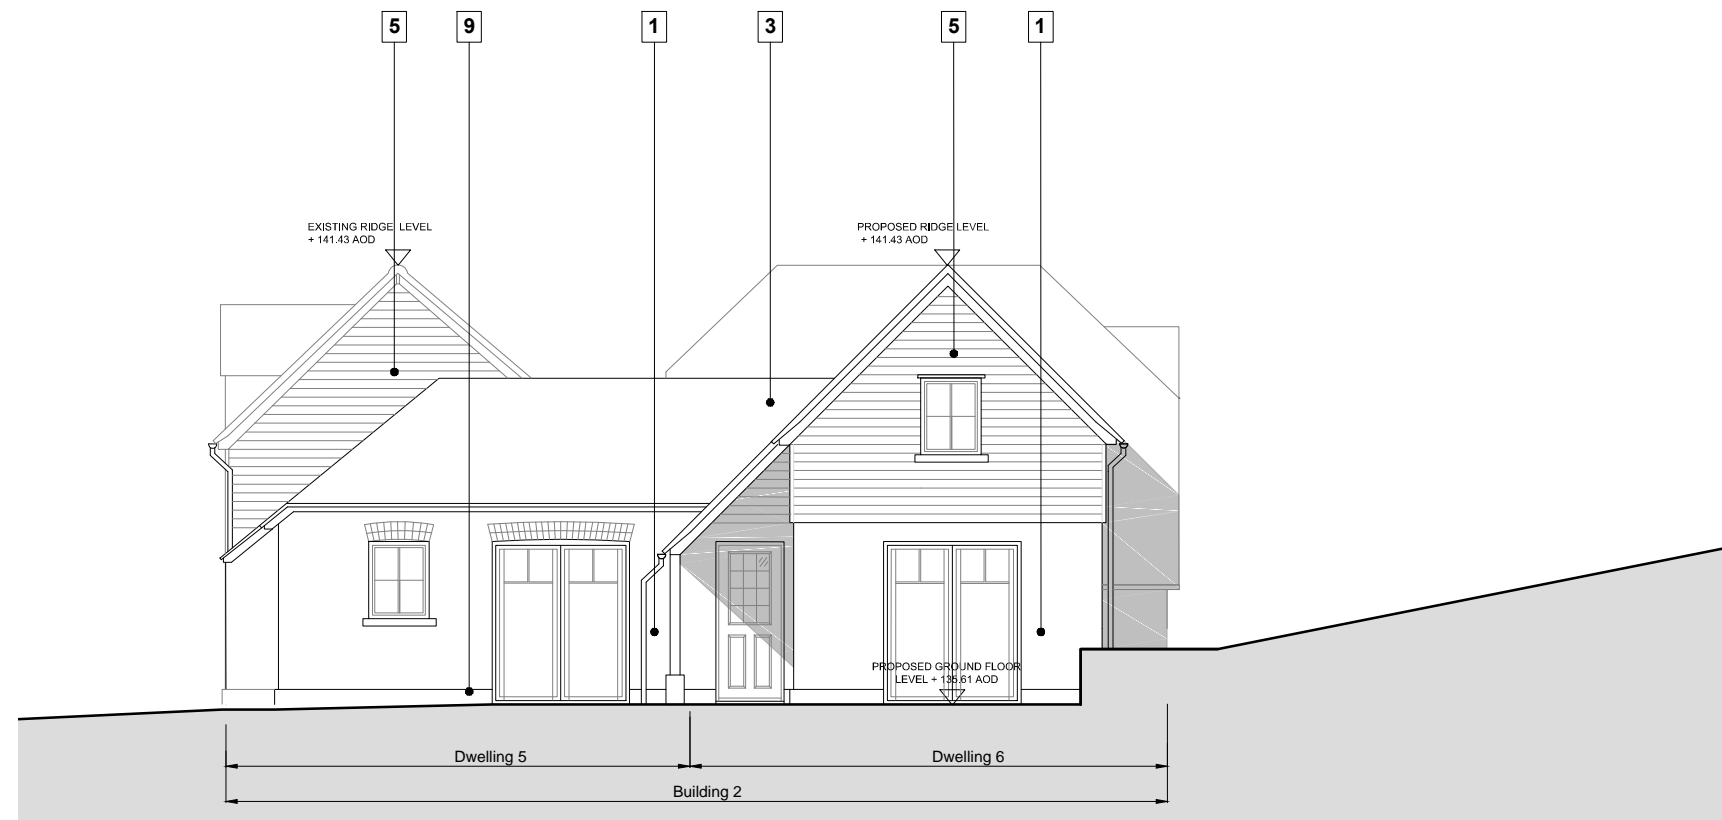 5 9 1 3 5 1
EXISTING RIDGE LEVEL
+ 141.43 AOD
PROPOSED RIDGE LEVEL
+ 141.43 AOD
PROPOSED GROUND FLOOR
LEVEL + 135.61 AOD
Dwelling 5
Dwelling 6
Building 2